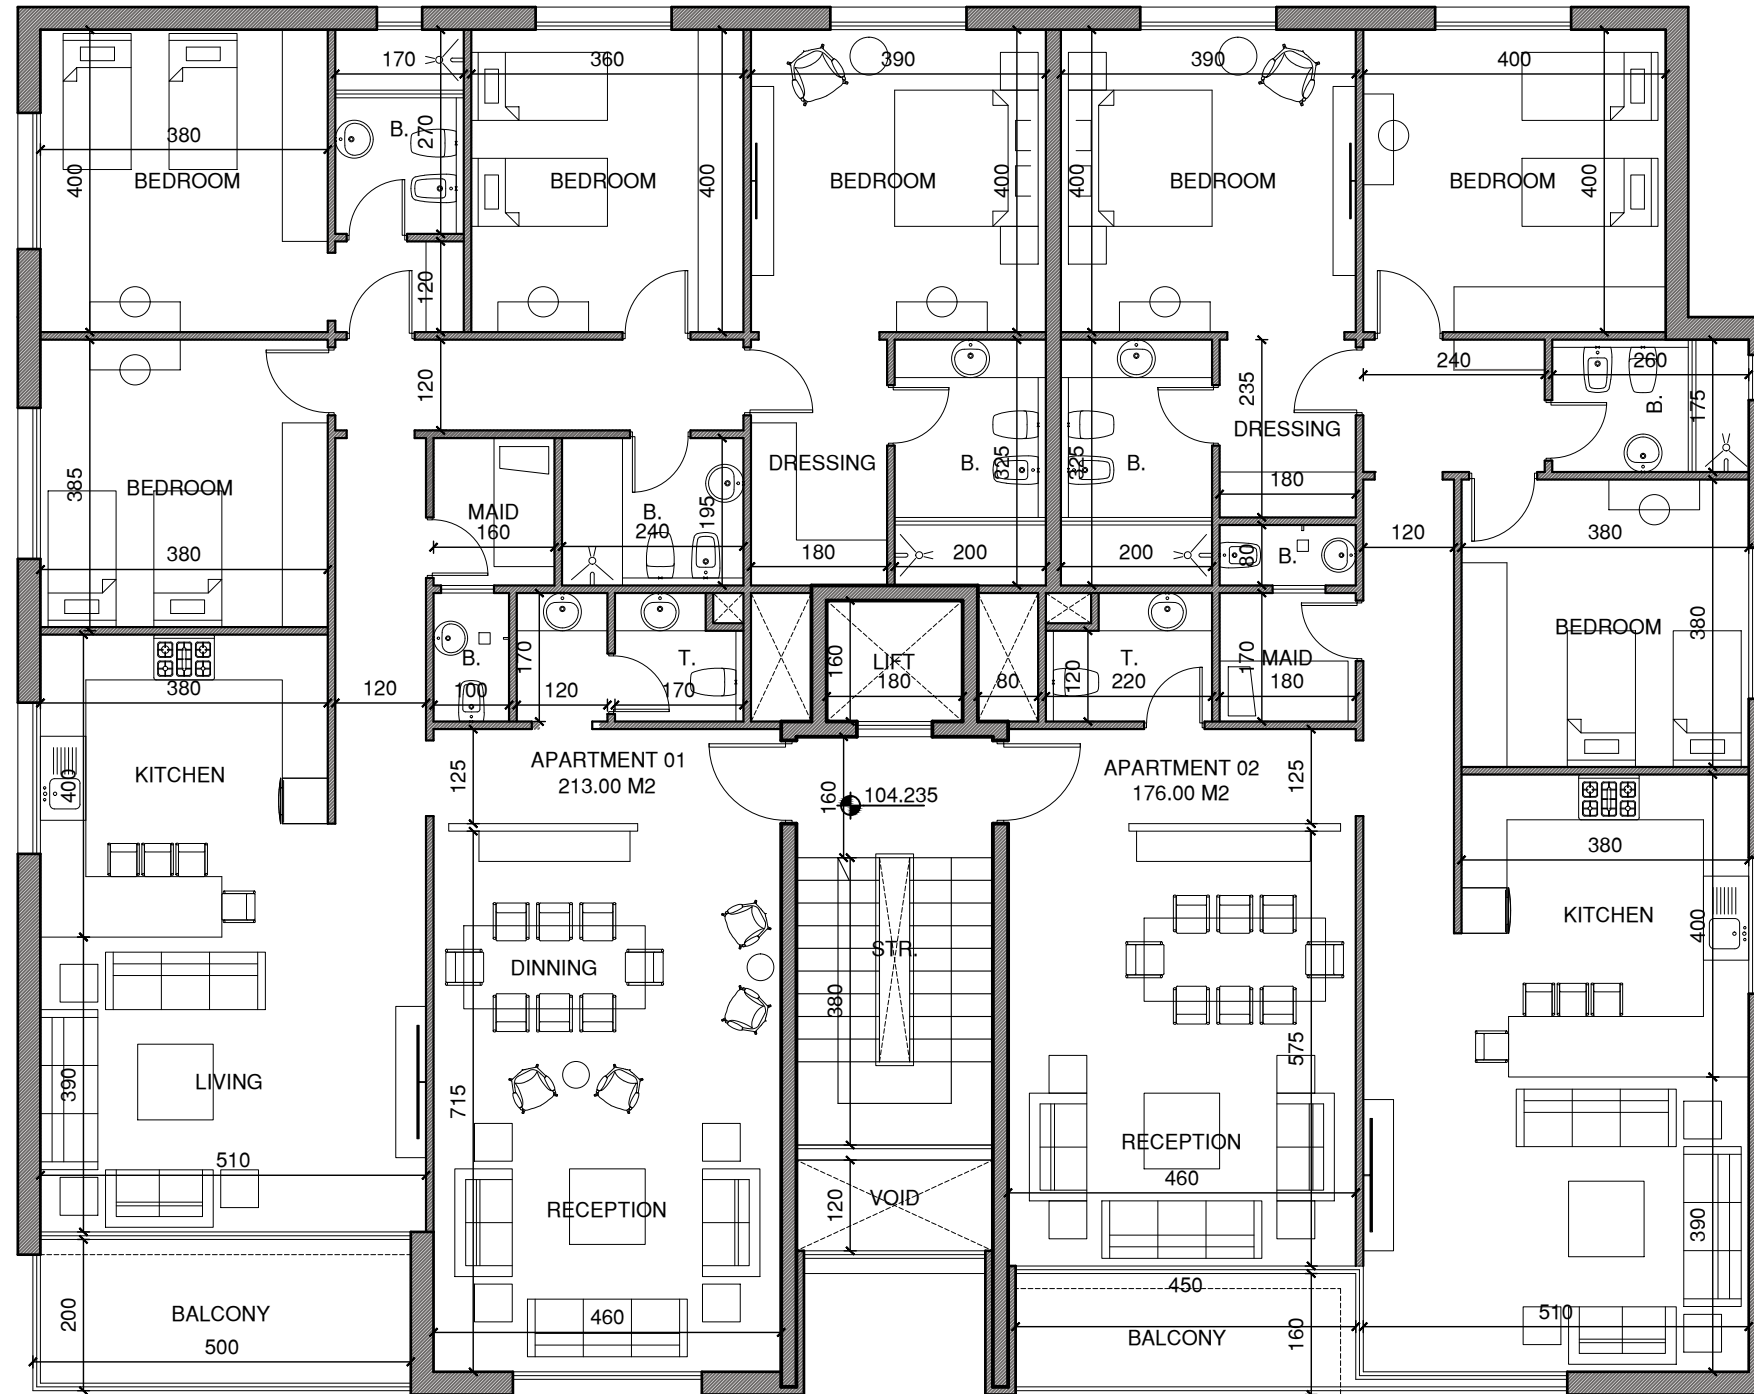 170
360
390
390
400
380
B.
270
BEDROOM
400
BEDROOM
400
BEDROOM
400
400
BEDROOM
BEDROOM
400
120
120
235
240
260
B.
175
385
BEDROOM
380
MAID
160
B.
240
195
DRESSING
180
B.
325
200
325
B.
200
DRESSING
180
80
B.
120
380
BEDROOM
380
380
120
B.
100
170
120
T.
170
160
LIFT
180
80
120
T.
220
170
MAID
180
KITCHEN
400
125
APARTMENT 01
213.00 M2
160
104.235
APARTMENT 02
176.00 M2
125
380
KITCHEN
400
DINNING
STR.
380
575
LIVING
390
715
510
RECEPTION
460
VOID
120
RECEPTION
460
390
BALCONY
200
500
450
BALCONY
160
510